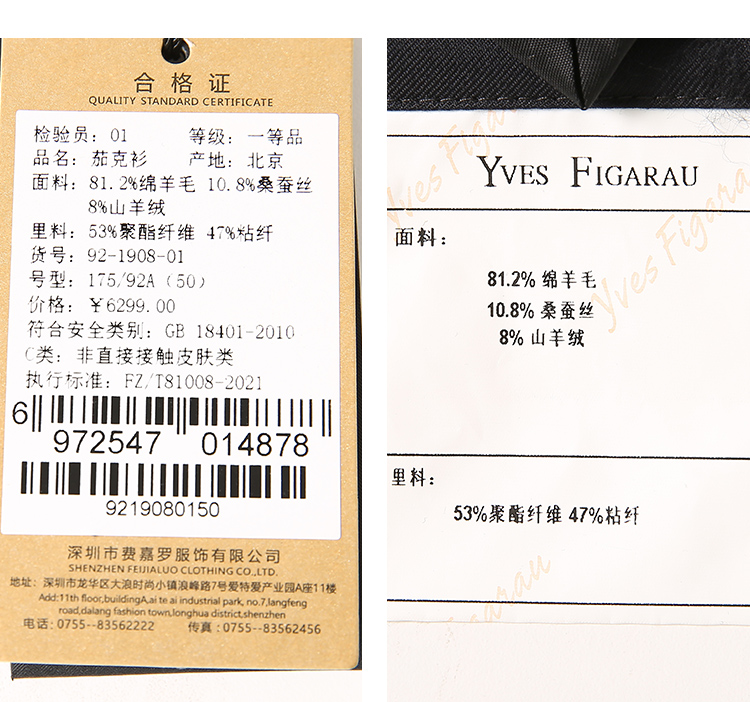 合格证
QUALITY STANDARD CERTIFICATE
检验员：01 等级：一等品
品名：茄克衫 产地：北京
面料：81.2%绵羊毛 10.8%桑蚕丝
8%山羊绒
里料：53%聚酯纤维 47%粘纤
货号：92-1908-01
号型：175/92A（50）
价格：￥6299.00
符合安全类别：GB 18401-2010
C类：非直接接触皮肤类
执行标准：FZ/T81008-2021
6 972547 014878
9219080150
深圳市费嘉罗服饰有限公司
SHENZHEN FEIJIALUO CLOTHING CO.,LTD.
地址：深圳市龙华区大浪时尚小镇浪峰路7号爱特爱产业园A座11楼
Add:11th floor,buildingA,ai te ai industrial park, no.7,langfeng
road,dalang fashion town,longhua district,shenzhen
电话：0755--83562222 传真：0755--83562456
YVES FIGARAU
面料：
81.2% 绵羊毛
10.8% 桑蚕丝
8% 山羊绒
里料：
53%聚酯纤维 47%粘纤
Yves Figarau
Yves Figarau
Yves Figarau